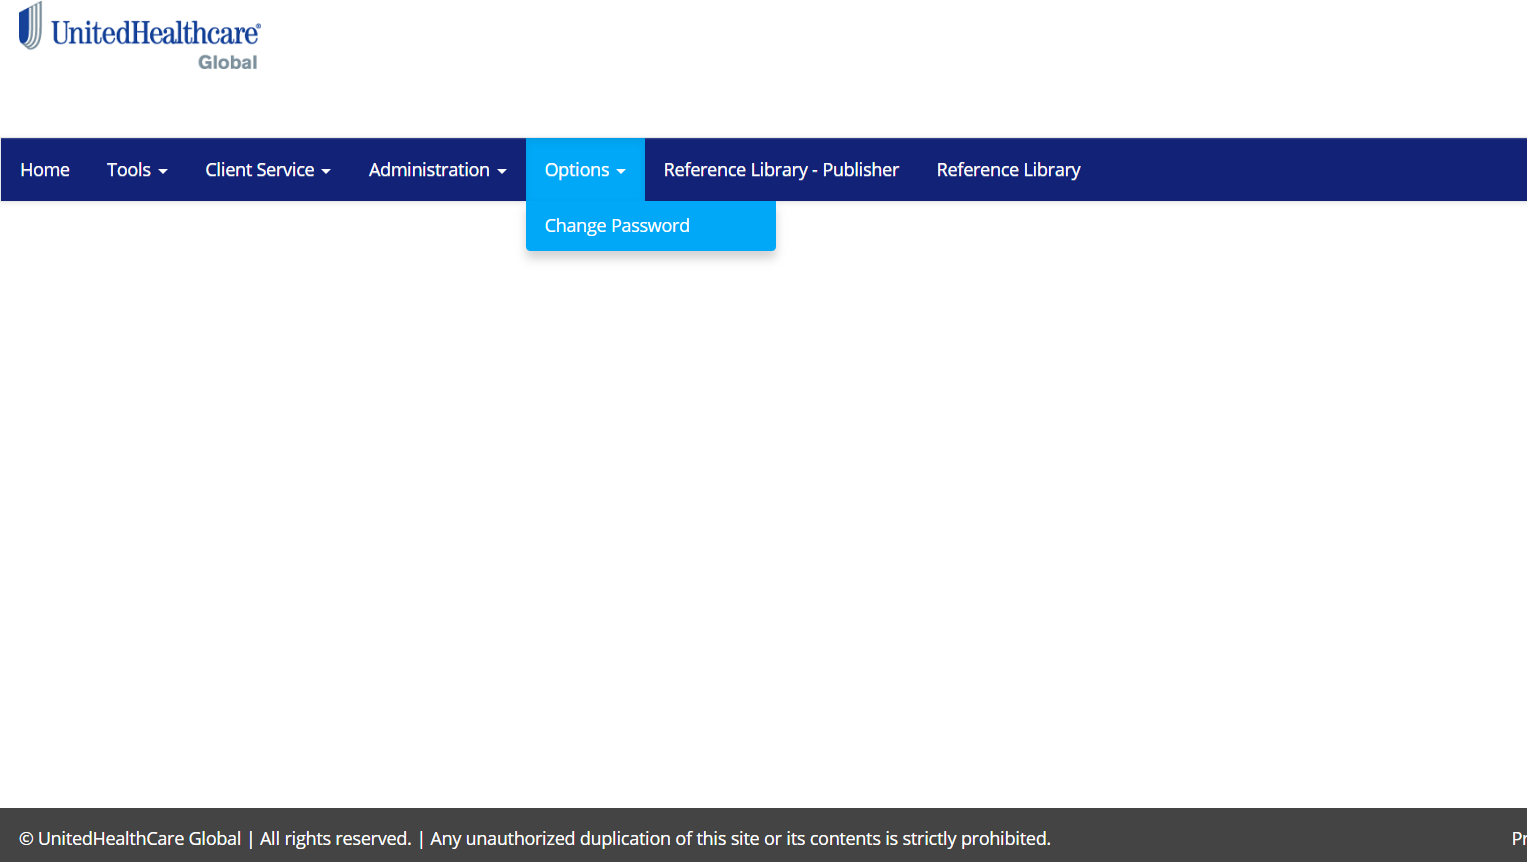 UnitedHealthcare®
Global
Home Tools Client Service Administration Options Reference Library - Publisher Reference Library
Change Password
© UnitedHealthCare Global | All rights reserved. | Any unauthorized duplication of this site or its contents is strictly prohibited.